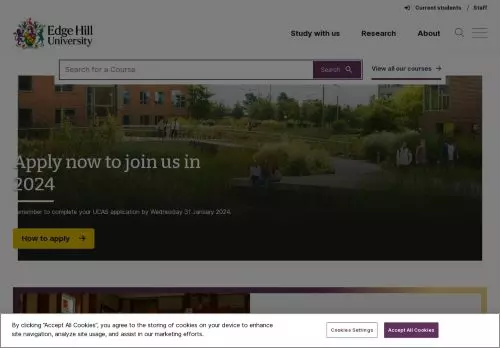 Current students / Staff
Edge Hill
University
Study with us
Research
About
Search for a Course
Search
View all our courses
Apply now to join us in
2024
Remember to complete your UCAS application by Wednesday 31 January 2024.
How to apply
By clicking "Accept All Cookies", you agree to the storing of cookies on your device to enhance
site navigation, analyze site usage, and assist in our marketing efforts.
Cookies Settings
Accept All Cookies